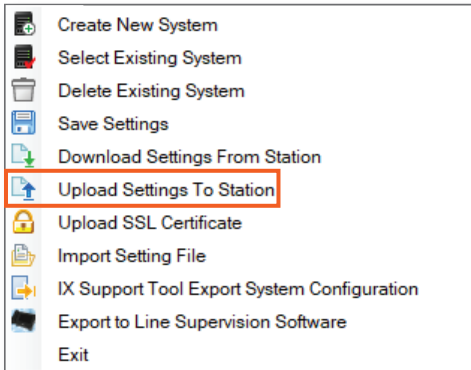 Create New System
Select Existing System
Delete Existing System
Save Settings
Download Settings From Station
Upload Settings To Station
Upload SSL Certificate
Import Setting File
IX Support Tool Export System Configuration
Export to Line Supervision Software
Exit